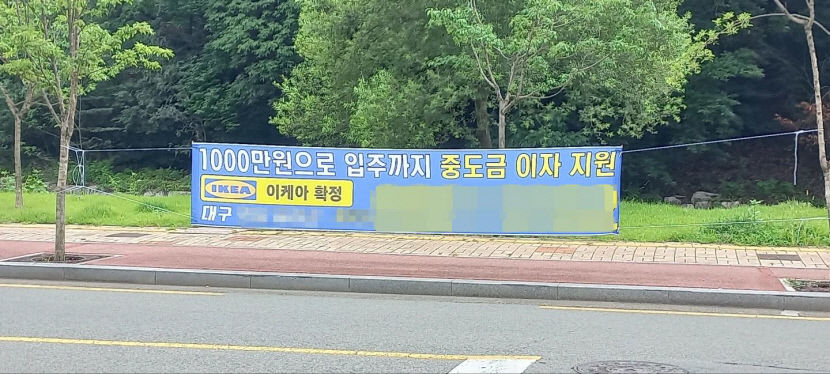 1000만원으로 입주까지 중도금 이자 지원
IKEA 이케아 확정
대구